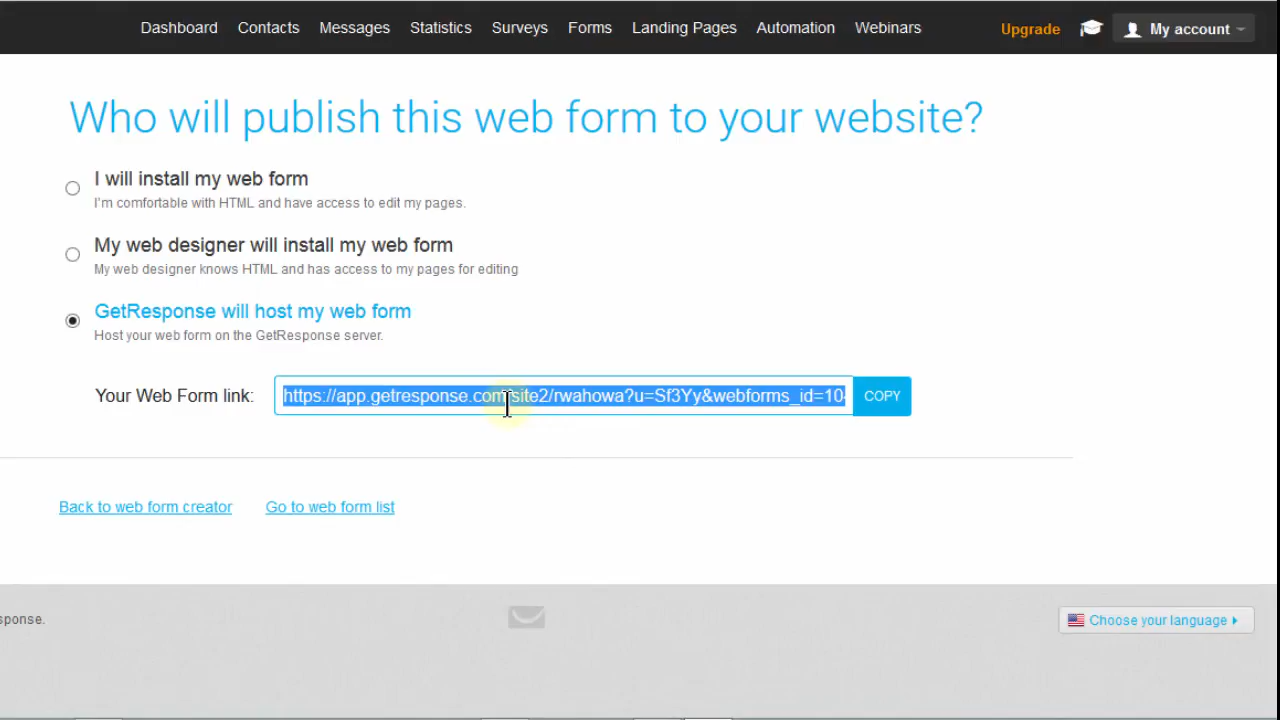 Dashboard Contacts Messages Statistics Surveys Forms Landing Pages Automation Webinars Upgrade My account
Who will publish this web form to your website?
I will install my web form
I'm comfortable with HTML and have access to edit my pages.
My web designer will install my web form
My web designer knows HTML and has access to my pages for editing
GetResponse will host my web form
Host your web form on the GetResponse server.
Your Web Form link: https://app.getresponse.com/site2/rwahowa?u=Sf3Yy&webforms_id=10 COPY
Back to web form creator Go to web form list
sponse. Choose your language